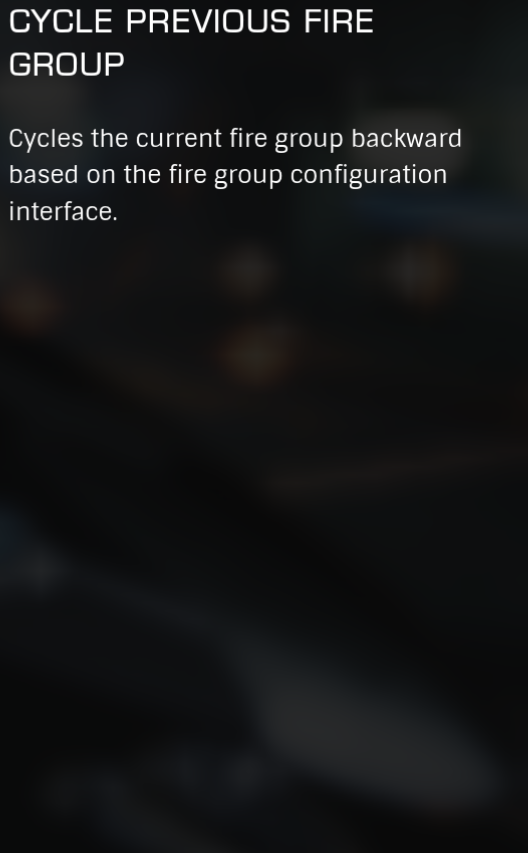 CYCLE PREVIOUS FIRE
GROUP
Cycles the current fire group backward
based on the fire group configuration
interface.